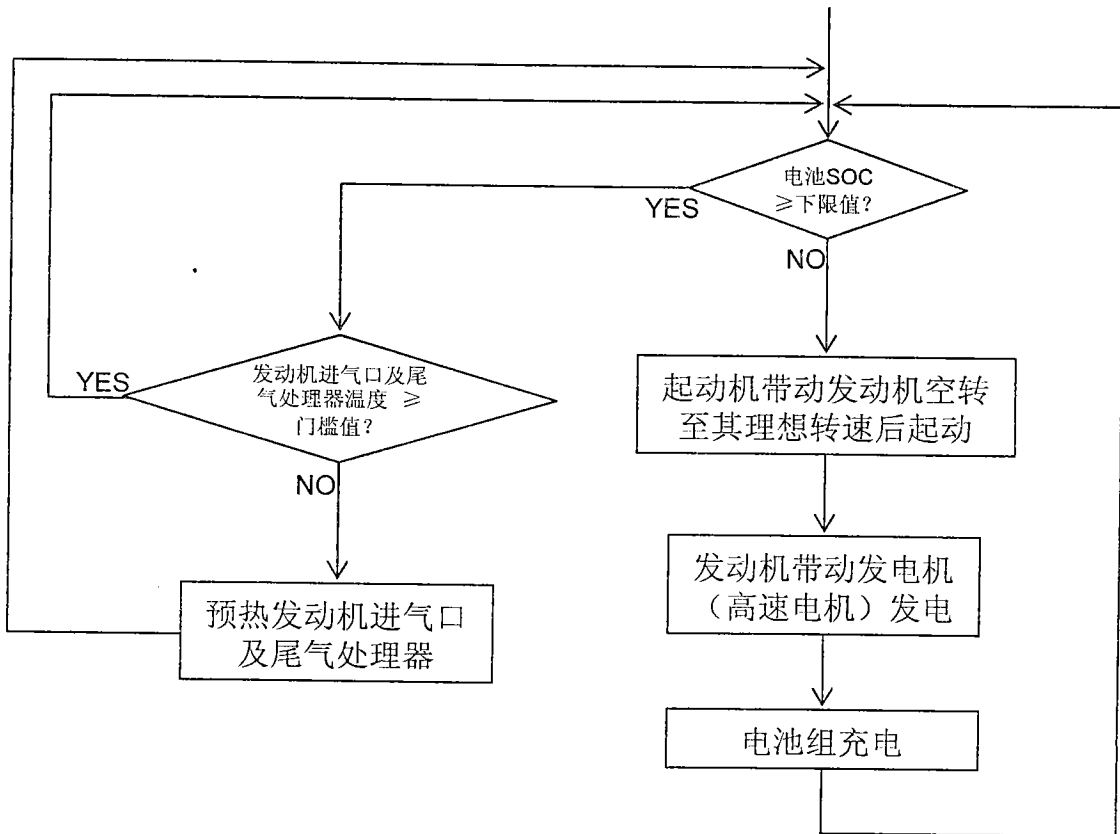 电池SOC
≥下限值?
YES
NO
发动机进气口及尾
气处理器温度 ≥
门槛值?
YES
NO
预热发动机进气口
及尾气处理器
起动机带动发动机空转
至其理想转速后起动
发动机带动发电机
（高速电机）发电
电池组充电